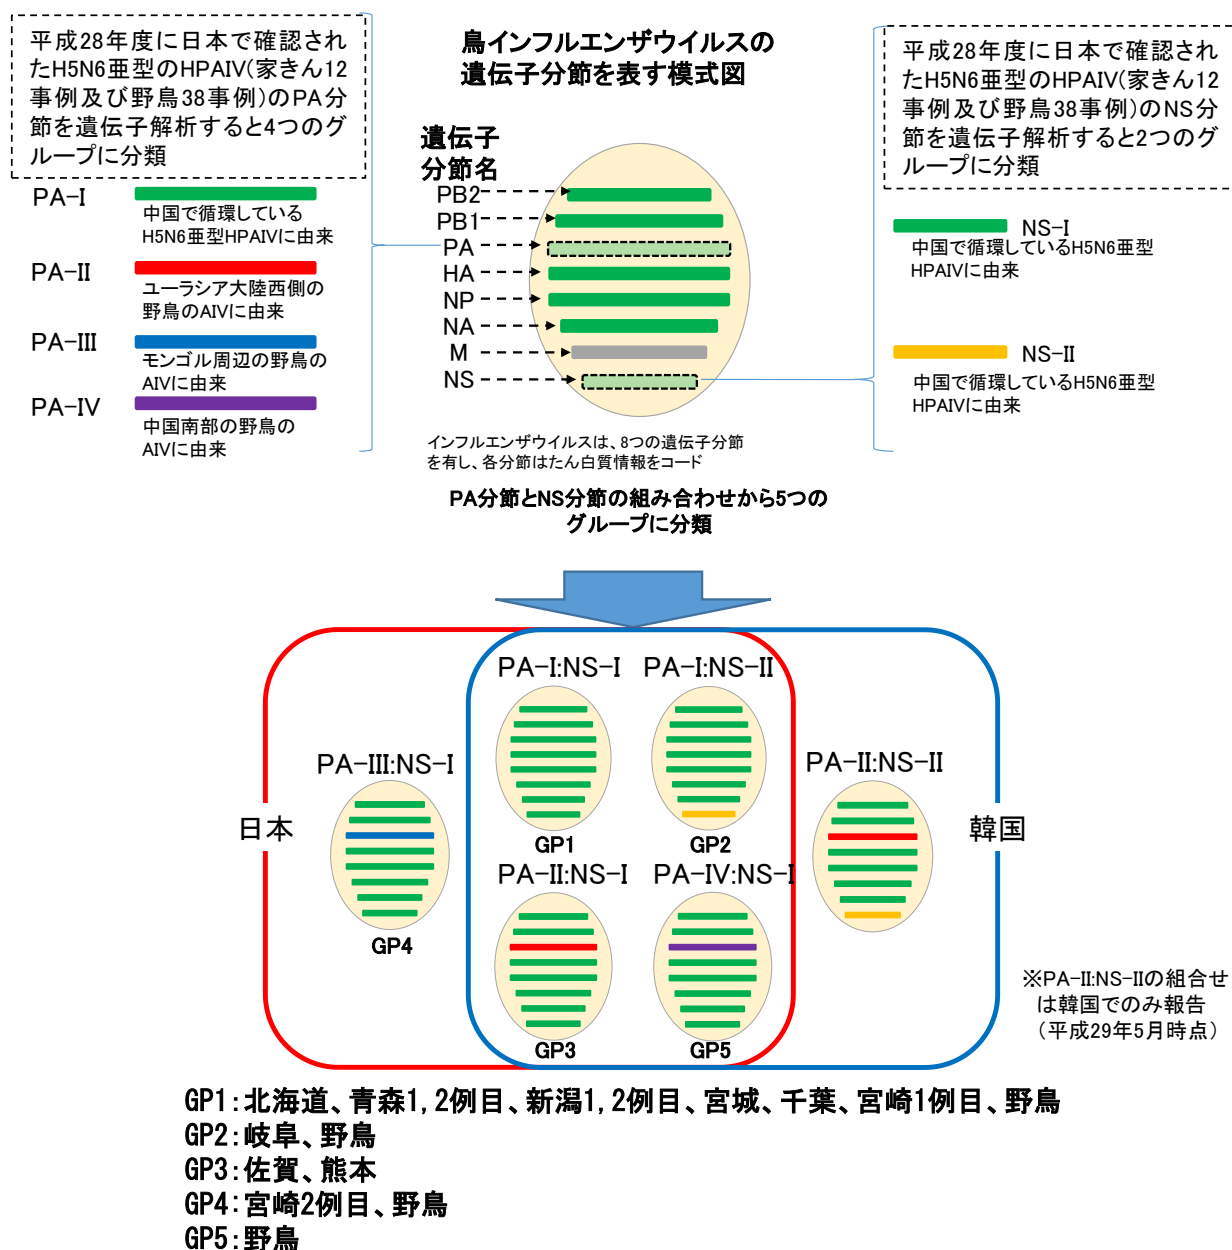 平成28年度に日本で確認され
たH5N6亜型のHPAIV(家きん12
事例及び野鳥38事例)のPA分
節を遺伝子解析すると4つのグ
ループに分類
PA-I
中国で循環している
H5N6亜型HPAIVに由来
PA-II
ユーラシア大陸西側の
野鳥のAIVに由来
PA-III
モンゴル周辺の野鳥の
AIVに由来
PA-IV
中国南部の野鳥の
AIVに由来
鳥インフルエンザウイルスの
遺伝子分節を表す模式図
遺伝子
分節名
PB2
PB1
PA
HA
NP
NA
M
NS
インフルエンザウイルスは、8つの遺伝子分節
を有し、各分節はたん白質情報をコード
平成28年度に日本で確認され
たH5N6亜型のHPAIV(家きん12
事例及び野鳥38事例)のNS分
節を遺伝子解析すると2つのグ
ループに分類
NS-I
中国で循環しているH5N6亜型
HPAIVに由来
NS-II
中国で循環しているH5N6亜型
HPAIVに由来
PA分節とNS分節の組み合わせから5つの
グループに分類
日本
PA-III:NS-I
GP4
PA-I:NS-I
GP1
PA-I:NS-II
GP2
PA-II:NS-I
GP3
PA-IV:NS-I
GP5
PA-II:NS-II
韓国
※PA-II:NS-IIの組合せ
は韓国でのみ報告
(平成29年5月時点)
GP1:北海道、青森1,2例目、新潟1,2例目、宮城、千葉、宮崎1例目、野鳥
GP2:岐阜、野鳥
GP3:佐賀、熊本
GP4:宮崎2例目、野鳥
GP5:野鳥